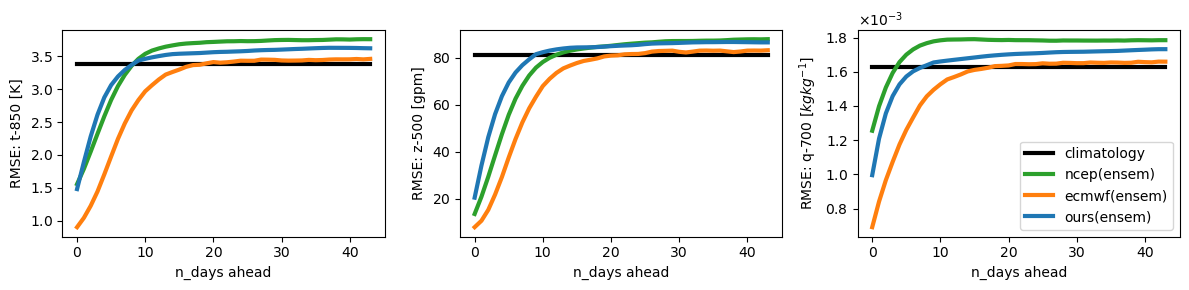 RMSE: t-850 [K]
3.5
3.0
2.5
2.0
1.5
1.0
0 10 20 30 40
n_days ahead
RMSE: z-500 [gpm]
80
60
40
20
0 10 20 30 40
n_days ahead
×10⁻³
RMSE: q-700 [kgkg⁻¹]
1.8
1.6
1.4
1.2
1.0
0.8
0 10 20 30 40
n_days ahead
climatology
ncep(ensem)
ecmwf(ensem)
ours(ensem)